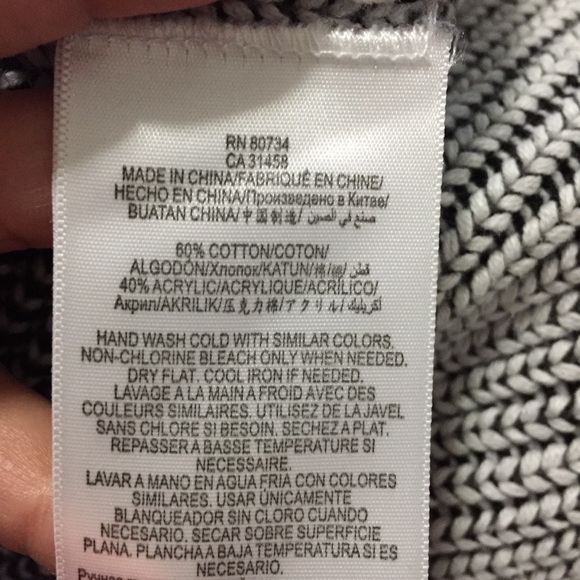 RN 80734
CA 31458
MADE IN CHINA/FABRIQUÉ EN CHINE/
HECHO EN CHINA/Произведено в Китае/
BUATAN CHINA/中国制造/ صنع في الصين
60% COTTON/COTON/
ALGODÓN/Хлопок/KATUN/棉/綿/ قطن
40% ACRYLIC/ACRYLIQUE/ACRÍLICO/
Акрил/AKRILIK/压克力棉/アクリル/ أكريليك
HAND WASH COLD WITH SIMILAR COLORS.
NON-CHLORINE BLEACH ONLY WHEN NEEDED.
DRY FLAT. COOL IRON IF NEEDED.
LAVAGE A LA MAIN A FROID AVEC DES
COULEURS SIMILAIRES. UTILISEZ DE LA JAVEL
SANS CHLORE SI BESOIN. SECHEZ A PLAT.
REPASSER A BASSE TEMPERATURE SI
NECESSAIRE.
LAVAR A MANO EN AGUA FRIA CON COLORES
SIMILARES. USAR ÚNICAMENTE
BLANQUEADOR SIN CLORO CUANDO
NECESARIO. SECAR SOBRE SUPERFICIE
PLANA. PLANCHA A BAJA TEMPERATURA SI ES
NECESARIO.